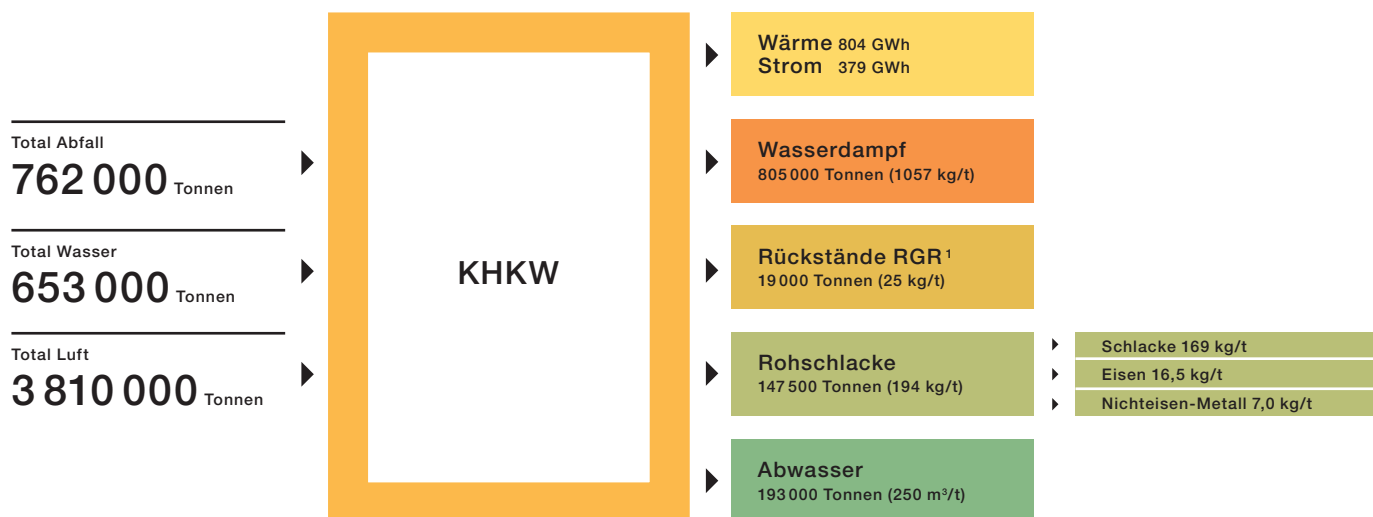 Total Abfall
762 000 Tonnen
Total Wasser
653 000 Tonnen
Total Luft
3 810 000 Tonnen
KHKW
Wärme 804 GWh
Strom 379 GWh
Wasserdampf
805 000 Tonnen (1057 kg/t)
Rückstände RGR¹
19 000 Tonnen (25 kg/t)
Rohschlacke
147 500 Tonnen (194 kg/t)
Schlacke 169 kg/t
Eisen 16,5 kg/t
Nichteisen-Metall 7,0 kg/t
Abwasser
193 000 Tonnen (250 m³/t)